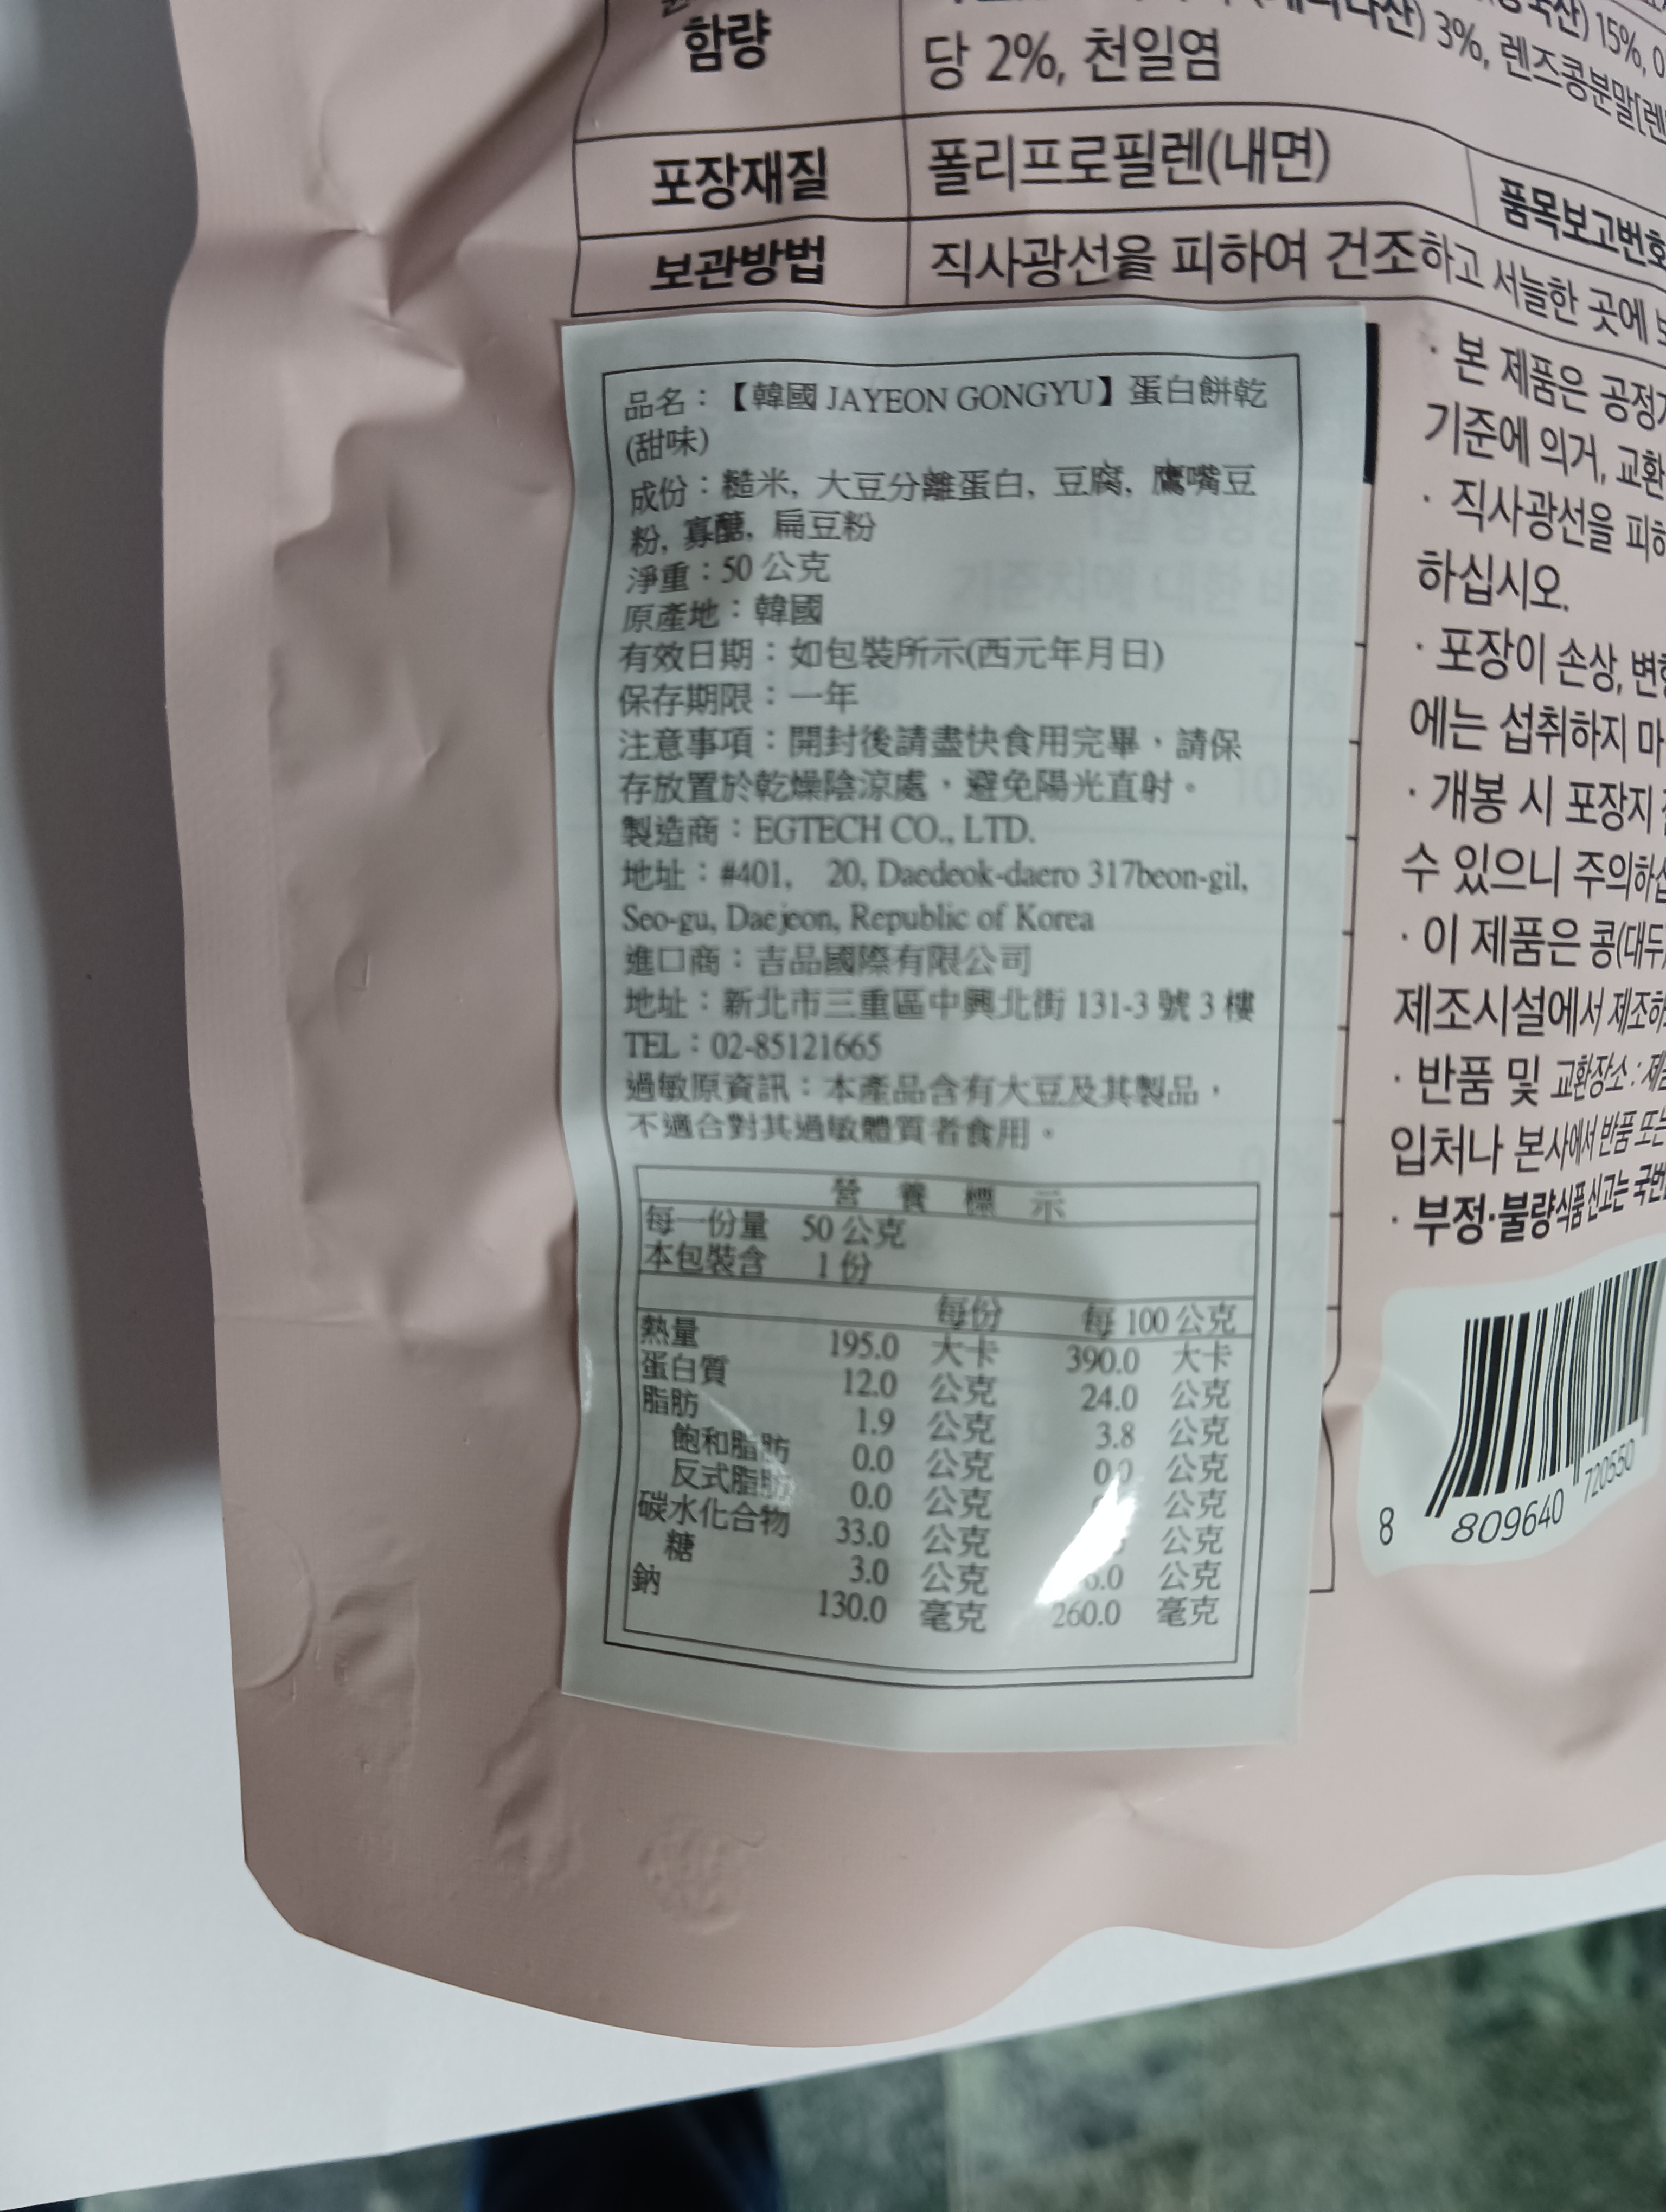 함량
산) 15%,
산) 3%, 렌즈콩분말[렌
당 2%, 천일염
포장재질
폴리프로필렌(내면)
품목보고번호
보관방법
직사광선을 피하여 건조하고 서늘한 곳에
品名：【韓國 JAYEON GONGYU】蛋白餅乾
(甜味)
成份：糙米, 大豆分離蛋白, 豆腐, 鷹嘴豆
粉, 寡醣, 扁豆粉
淨重：50 公克
原產地：韓國
有效日期：如包裝所示(西元年月日)
保存期限：一年
注意事項：開封後請盡快食用完畢，請保
存放置於乾燥陰涼處，避免陽光直射。
製造商：EGTECH CO., LTD.
地址：#401, 20, Daedeok-daero 317beon-gil,
Seo-gu, Daejeon, Republic of Korea
進口商：吉品國際有限公司
地址：新北市三重區中興北街 131-3 號 3 樓
TEL：02-85121665
過敏原資訊：本產品含有大豆及其製品，
不適合對其過敏體質者食用。
營 養 標 示
每一份量 50 公克
本包裝含 1 份
每份 每 100 公克
熱量 195.0 大卡 390.0 大卡
蛋白質 12.0 公克 24.0 公克
脂肪 1.9 公克 3.8 公克
飽和脂肪 0.0 公克 0.0 公克
反式脂肪 0.0 公克 公克
碳水化合物 33.0 公克 公克
糖 3.0 公克 公克
鈉 130.0 毫克 260.0 毫克
· 본 제품은 공정
기준에 의거, 교환
· 직사광선을 피하
하십시오.
· 포장이 손상, 변
에는 섭취하지 마
· 개봉 시 포장지
수 있으니 주의하십
· 이 제품은 콩(대두)
제조시설에서 제조하
· 반품 및 교환장소 : 제
입처나 본사에서 반품 또는
· 부정·불량식품 신고는 국번
8 809640 720550